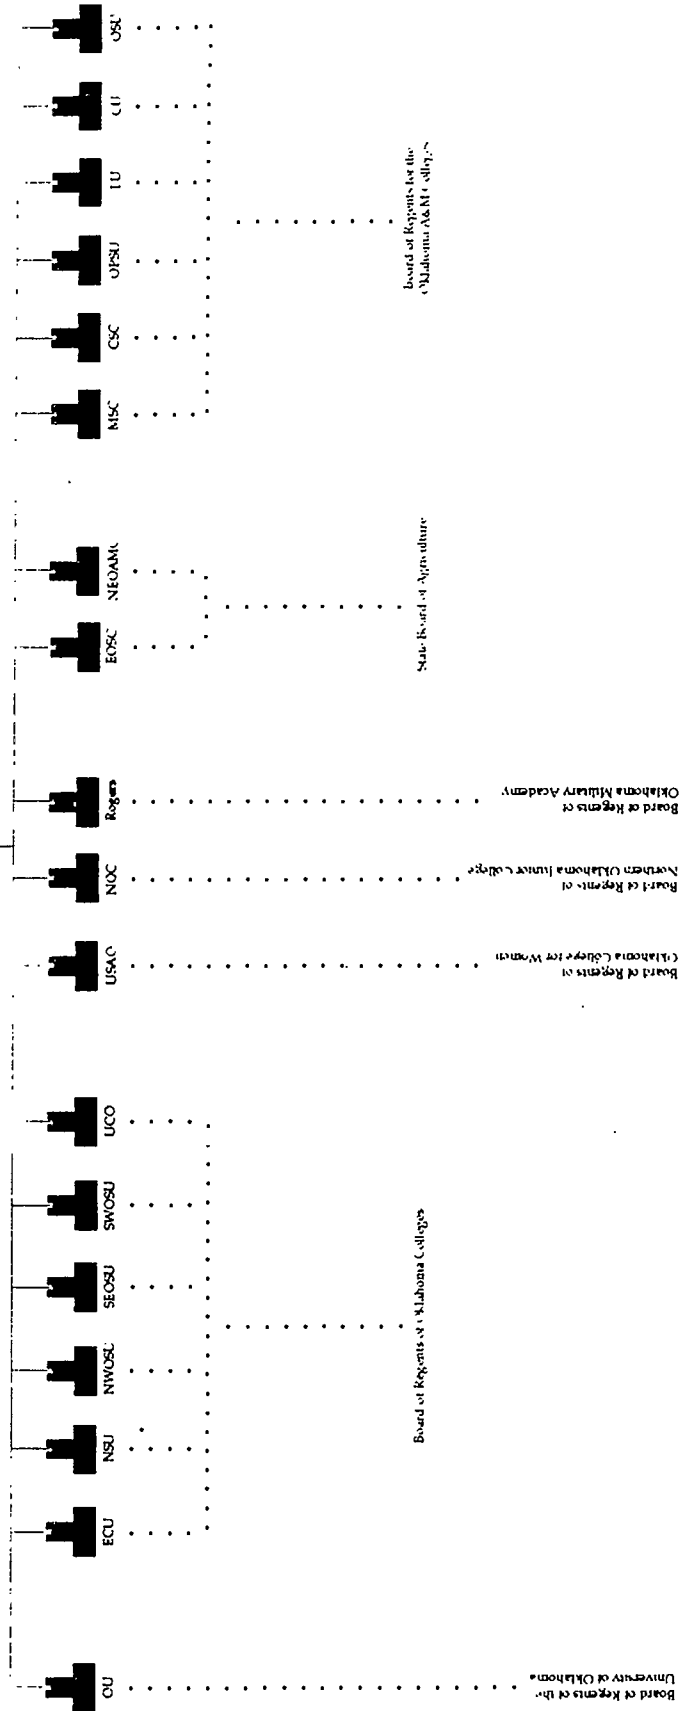 OU
ECU
NSU
NWOSU
SEOSU
SWOSU
UCO
USAO
NOC
Rogers
EOSC
NEOAMC
MSC
CSC
OPSU
LU
CU
OSU
Board of Regents of the
University of Oklahoma
Board of Regents of Oklahoma Colleges
Board of Regents of
Oklahoma College for Women
Board of Regents of
Northern Oklahoma Junior College
Board of Regents of
Oklahoma Military Academy
State Board of Agriculture
Board of Regents for the
Oklahoma A&M Colleges